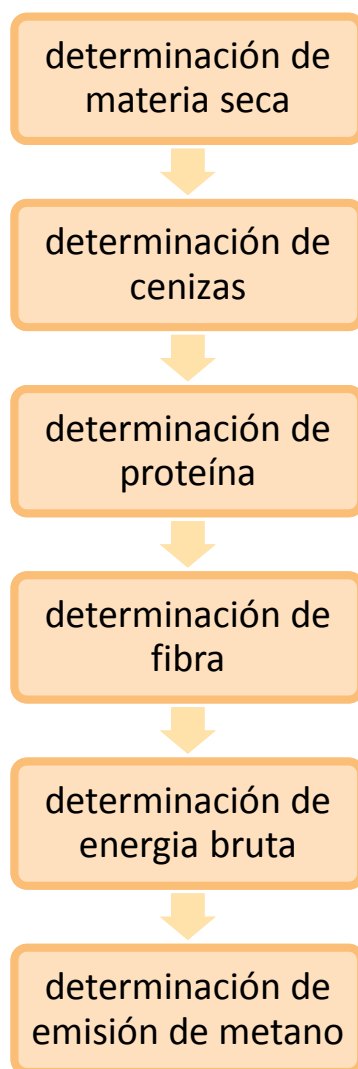 determinación de
materia seca
determinación de
cenizas
determinación de
proteína
determinación de
fibra
determinación de
energia bruta
determinación de
emisión de metano